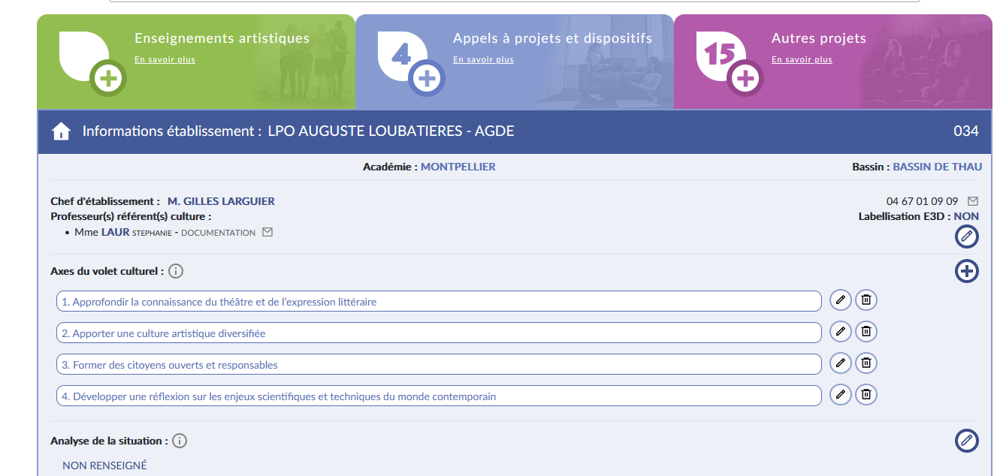 Enseignements artistiques
En savoir plus
4
Appels à projets et dispositifs
En savoir plus
15
Autres projets
En savoir plus
Informations établissement : LPO AUGUSTE LOUBATIERES - AGDE
034
Académie : MONTPELLIER
Bassin : BASSIN DE THAU
Chef d'établissement : M. GILLES LARGUIER
04 67 01 09 09
Professeur(s) référent(s) culture :
Labellisation E3D : NON
• Mme LAUR STEPHANIE - DOCUMENTATION
Axes du volet culturel :
1. Approfondir la connaissance du théâtre et de l’expression littéraire
2. Apporter une culture artistique diversifiée
3. Former des citoyens ouverts et responsables
4. Développer une réflexion sur les enjeux scientifiques et techniques du monde contemporain
Analyse de la situation :
NON RENSEIGNÉ